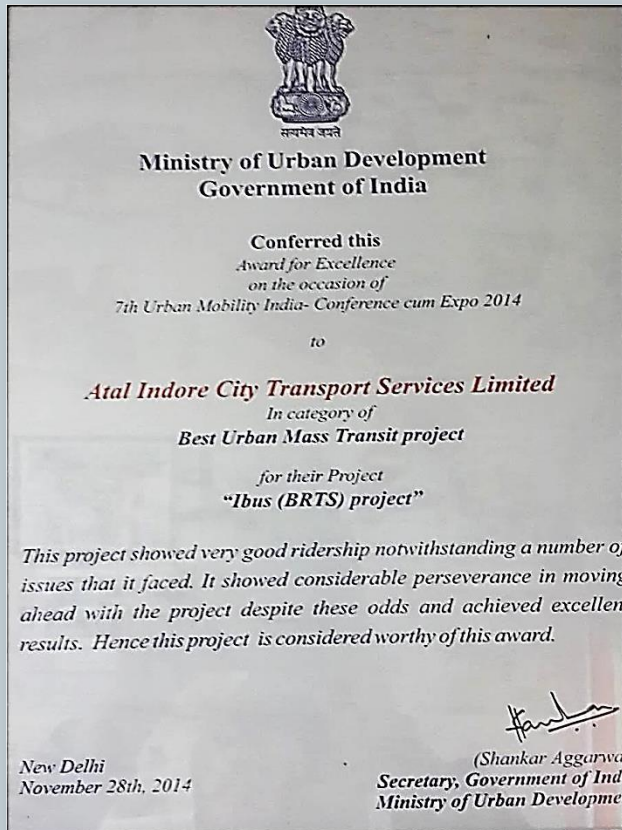 सत्यमेव जयते
Ministry of Urban Development
Government of India
Conferred this
Award for Excellence
on the occasion of
7th Urban Mobility India- Conference cum Expo 2014
to
Atal Indore City Transport Services Limited
In category of
Best Urban Mass Transit project
for their Project
“Ibus (BRTS) project”
This project showed very good ridership notwithstanding a number of
issues that it faced. It showed considerable perseverance in moving
ahead with the project despite these odds and achieved excellen
results. Hence this project is considered worthy of this award.
(Shankar Aggarwa
New Delhi
Secretary, Government of Ind
November 28th, 2014
Ministry of Urban Developme